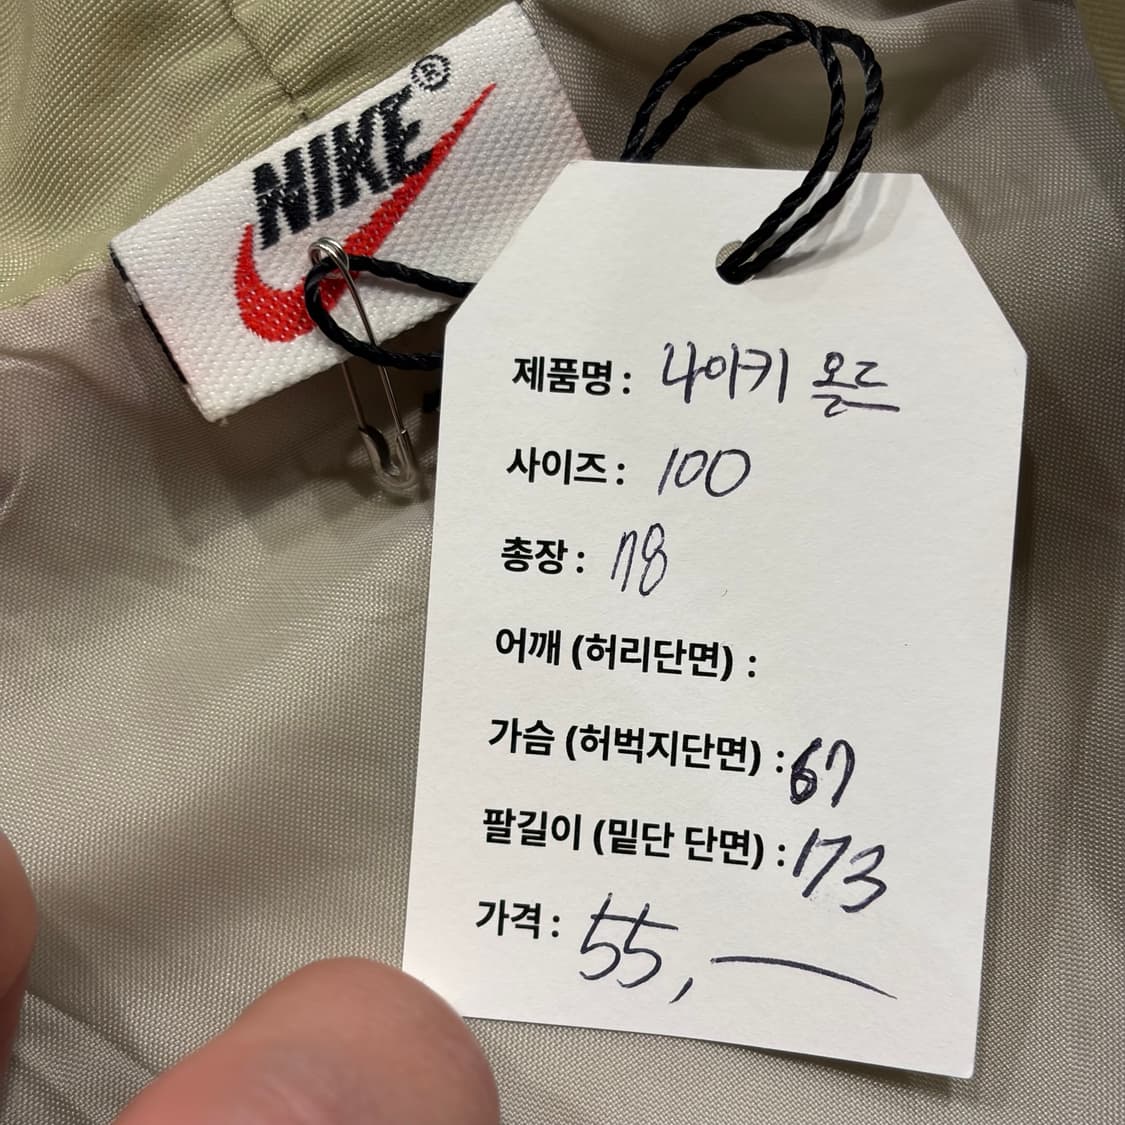 NIKE®
제품명: 나이키 올드
사이즈: 100
총장: 78
어깨 (허리단면) :
가슴 (허벅지단면) : 67
팔길이 (밑단 단면) : 173
가격: 55,—